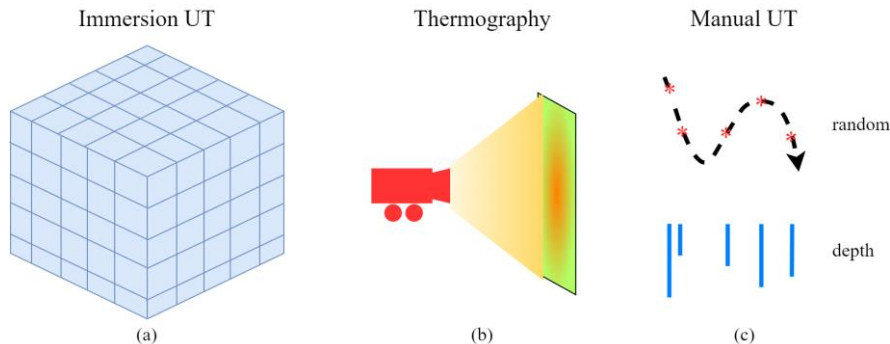 Immersion UT
Thermography
Manual UT
random
depth
(a)
(b)
(c)